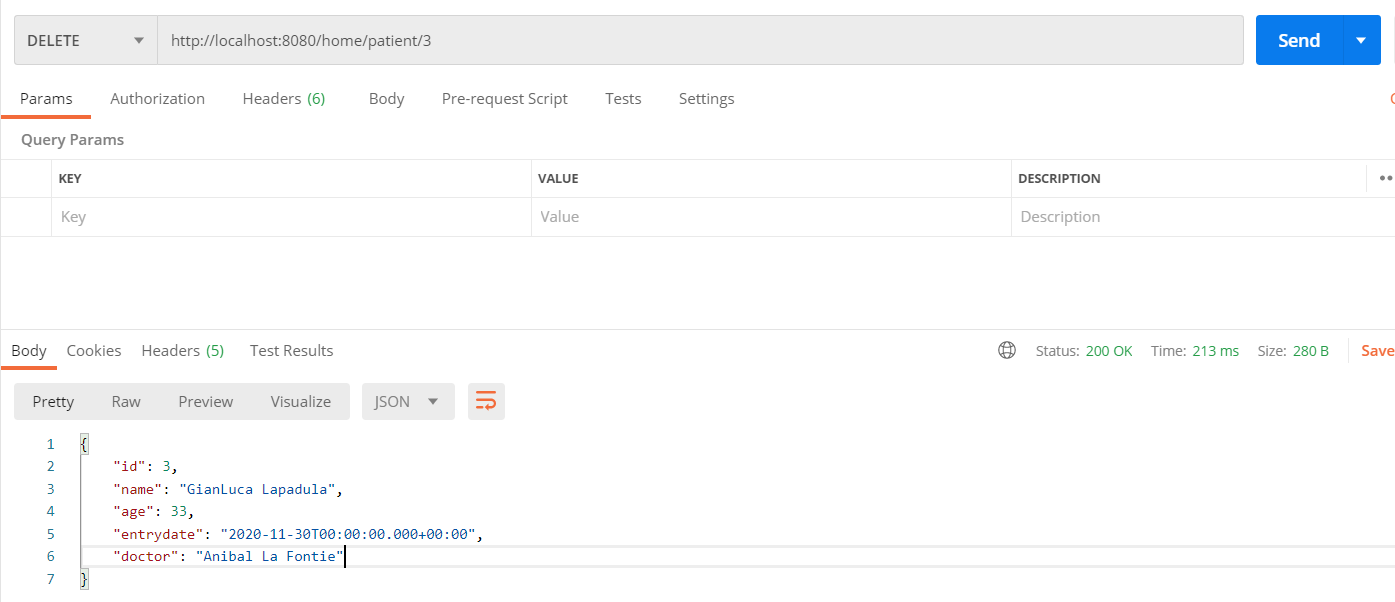 DELETE http://localhost:8080/home/patient/3 Send
Params Authorization Headers (6) Body Pre-request Script Tests Settings
Query Params
KEY VALUE DESCRIPTION
Key Value Description
Body Cookies Headers (5) Test Results Status: 200 OK Time: 213 ms Size: 280 B Save
Pretty Raw Preview Visualize JSON
1 {
2 "id": 3,
3 "name": "GianLuca Lapadula",
4 "age": 33,
5 "entrydate": "2020-11-30T00:00:00.000+00:00",
6 "doctor": "Anibal La Fontie"
7 }